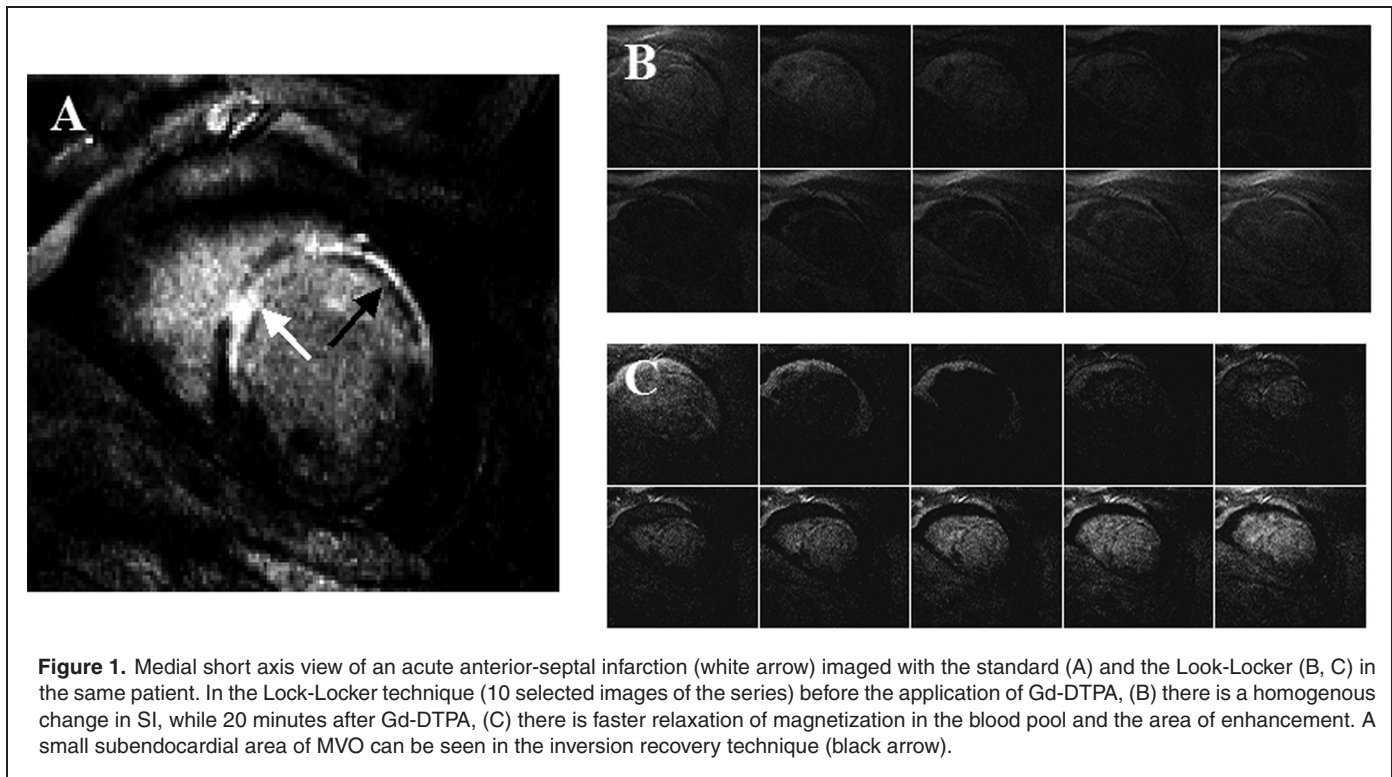 A
B
C
Figure 1. Medial short axis view of an acute anterior-septal infarction (white arrow) imaged with the standard (A) and the Look-Locker (B, C) in
the same patient. In the Lock-Locker technique (10 selected images of the series) before the application of Gd-DTPA, (B) there is a homogenous
change in SI, while 20 minutes after Gd-DTPA, (C) there is faster relaxation of magnetization in the blood pool and the area of enhancement. A
small subendocardial area of MVO can be seen in the inversion recovery technique (black arrow).